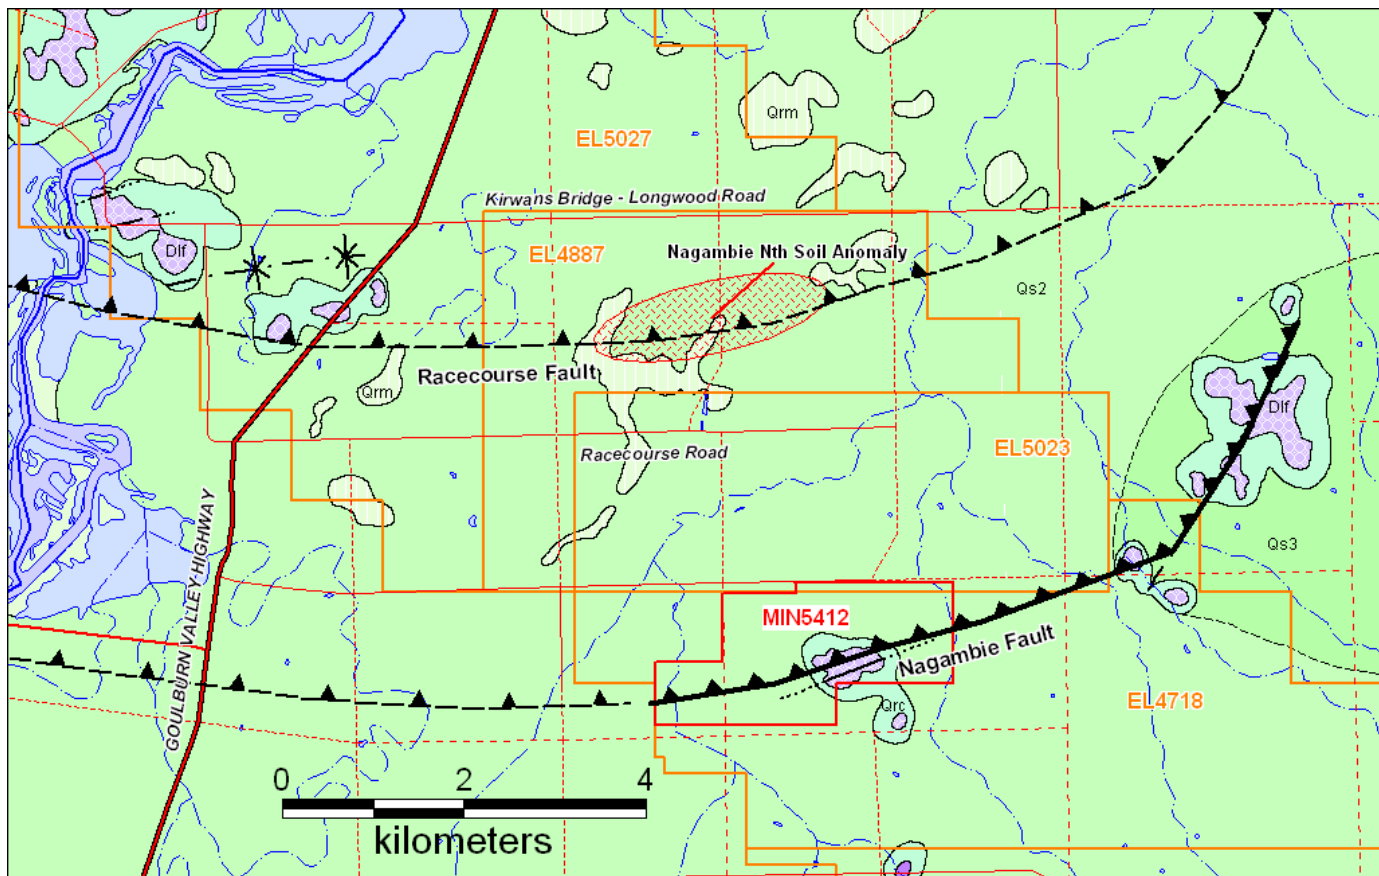 Qrm
EL5027
Kirwans Bridge - Longwood Road
Dlf
EL4887
Nagambie Nth Soil Anomaly
Qs2
Racecourse Fault
Qrm
Dlf
EL5023
Racecourse Road
GOULBURN VALLEY HIGHWAY
Qs3
MIN5412
Nagambie Fault
Qrc
EL4718
0 2 4
kilometers